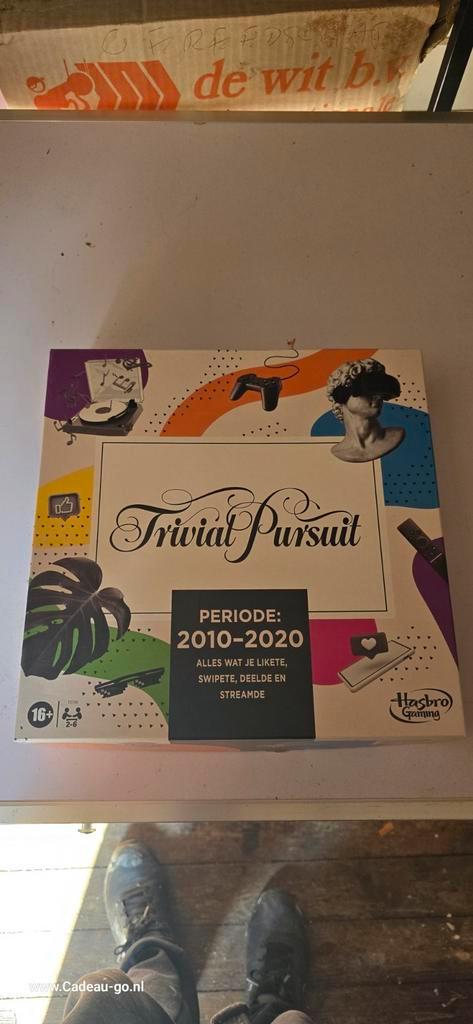 de wit b.v
Trivial Pursuit
PERIODE:
2010-2020
ALLES WAT JE LIKETE,
SWIPETE, DEELDE EN
STREAMDE
16+
2-6
Hasbro
Gaming
www.Cadeau-go.nl